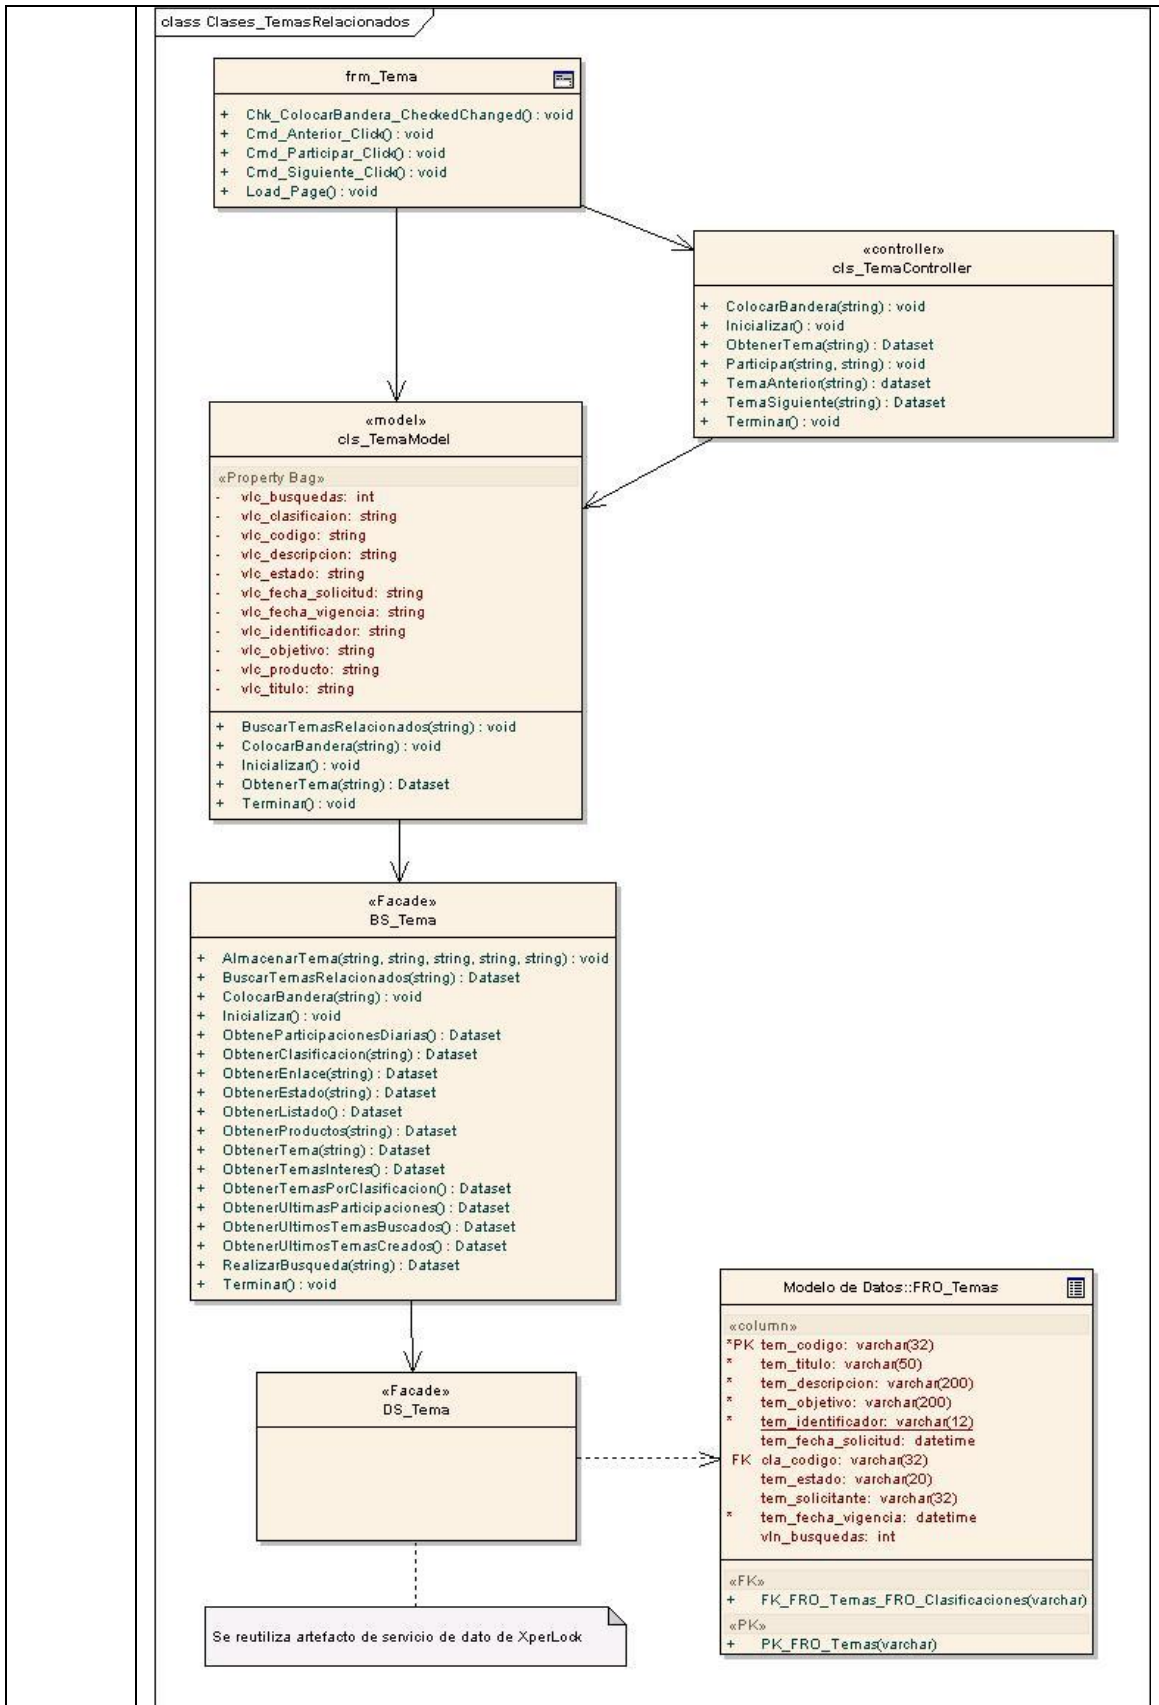 class Clases_TemasRelacionados
frm_Tema
+ Chk_ColocarBandera_CheckedChanged() : void
+ Cmd_Anterior_Click() : void
+ Cmd_Participar_Click() : void
+ Cmd_Siguiente_Click() : void
+ Load_Page() : void
«controller»
cls_TemaController
+ ColocarBandera(string) : void
+ Inicializar() : void
+ ObtenerTema(string) : Dataset
+ Participar(string, string) : void
+ TemaAnterior(string) : dataset
+ TemaSiguiente(string) : Dataset
+ Terminar() : void
«model»
cls_TemaModel
«Property Bag»
- vlc_busquedas: int
- vlc_clasificaion: string
- vlc_codigo: string
- vlc_descripcion: string
- vlc_estado: string
- vlc_fecha_solicitud: string
- vlc_fecha_vigencia: string
- vlc_identificador: string
- vlc_objetivo: string
- vlc_producto: string
- vlc_titulo: string
+ BuscarTemasRelacionados(string) : void
+ ColocarBandera(string) : void
+ Inicializar() : void
+ ObtenerTema(string) : Dataset
+ Terminar() : void
«Facade»
BS_Tema
+ AlmacenarTema(string, string, string, string, string) : void
+ BuscarTemasRelacionados(string) : Dataset
+ ColocarBandera(string) : void
+ Inicializar() : void
+ ObteneParticipacionesDiarias() : Dataset
+ ObtenerClasificacion(string) : Dataset
+ ObtenerEnlace(string) : Dataset
+ ObtenerEstado(string) : Dataset
+ ObtenerListado() : Dataset
+ ObtenerProductos(string) : Dataset
+ ObtenerTema(string) : Dataset
+ ObtenerTemasInteres() : Dataset
+ ObtenerTemasPorClasificacion() : Dataset
+ ObtenerUltimasParticipaciones() : Dataset
+ ObtenerUltimosTemasBuscados() : Dataset
+ ObtenerUltimosTemasCreados() : Dataset
+ RealizarBusqueda(string) : Dataset
+ Terminar() : void
«Facade»
DS_Tema
Modelo de Datos::FRO_Temas
«column»
*PK tem_codigo: varchar(32)
* tem_titulo: varchar(50)
* tem_descripcion: varchar(200)
* tem_objetivo: varchar(200)
* tem_identificador: varchar(12)
tem_fecha_solicitud: datetime
FK cla_codigo: varchar(32)
tem_estado: varchar(20)
tem_solicitante: varchar(32)
* tem_fecha_vigencia: datetime
vln_busquedas: int
«FK»
+ FK_FRO_Temas_FRO_Clasificaciones(varchar)
«PK»
+ PK_FRO_Temas(varchar)
Se reutiliza artefacto de servicio de dato de XperLook